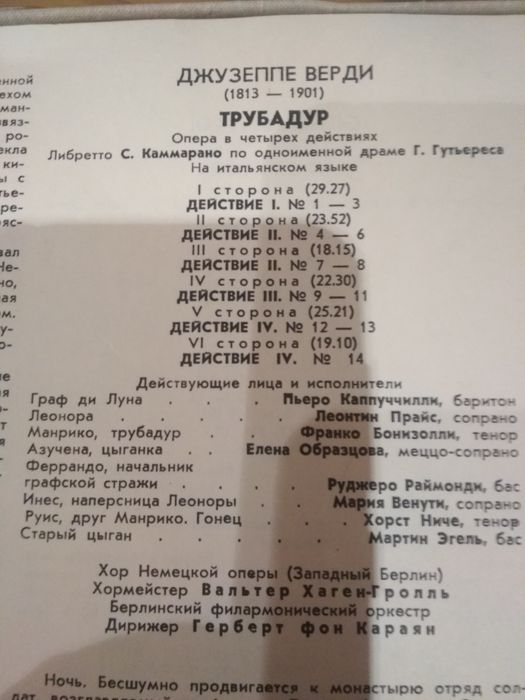 ДЖУЗЕППЕ ВЕРДИ
(1813 — 1901)
ТРУБАДУР
Опера в четырех действиях
Либретто С. Каммарано по одноименной драме Г. Гутьереса
На итальянском языке
I сторона (29.27)
ДЕЙСТВИЕ I. № 1 — 3
II сторона (23.52)
ДЕЙСТВИЕ II. № 4 — 6
III сторона (18.15)
ДЕЙСТВИЕ II. № 7 — 8
IV сторона (22.30)
ДЕЙСТВИЕ III. № 9 — 11
V сторона (25.21)
ДЕЙСТВИЕ IV. № 12 — 13
VI сторона (19.10)
ДЕЙСТВИЕ IV. № 14
Действующие лица и исполнители
Граф ди Луна . . . Пьеро Каппуччилли, баритон
Леонора . . . . Леонтин Прайс, сопрано
Манрико, трубадур . . Франко Бонизолли, тенор
Азучена, цыганка . . Елена Образцова, меццо-сопрано
Феррандо, начальник
графской стражи . . . . Руджеро Раймонди, бас
Инес, наперсница Леоноры . . Мария Венути, сопрано
Руис, друг Манрико. Гонец . . . Хорст Ниче, тенор
Старый цыган . . . . . Мартин Эгель, бас
Хор Немецкой оперы (Западный Берлин)
Хормейстер Вальтер Хаген-Гролль
Берлинский филармонический оркестр
Дирижер Герберт фон Караян
Ночь. Бесшумно продвигается к монастырю отряд сол-